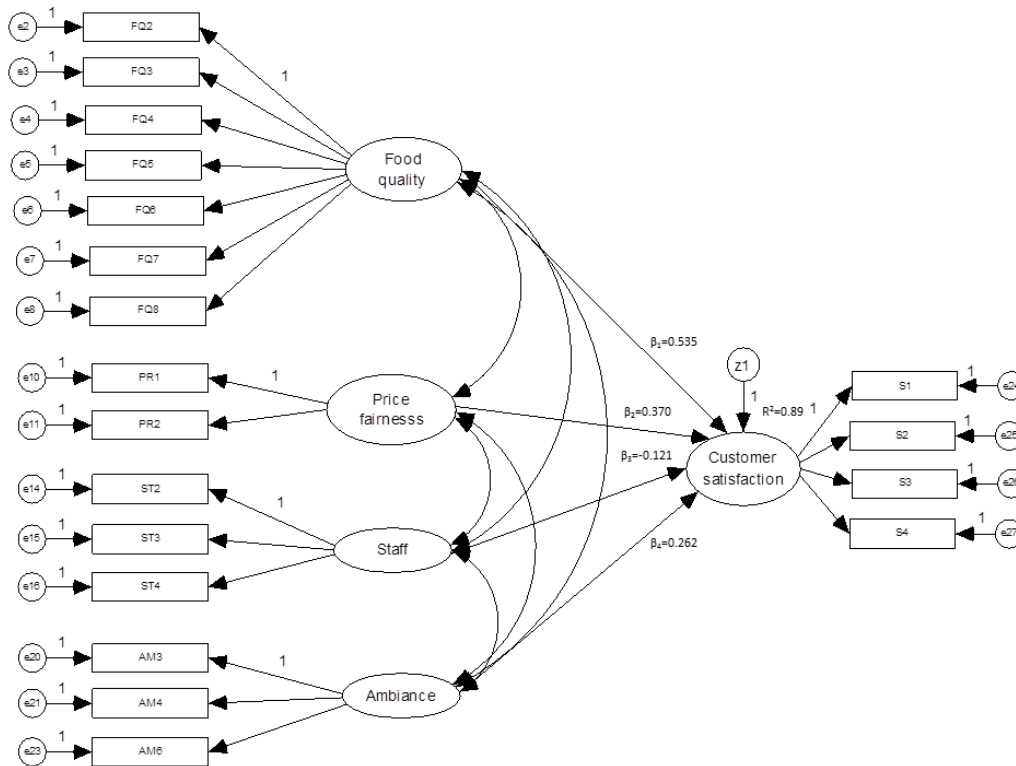 e2
1
FQ2
e3
1
FQ3
e4
1
FQ4
e5
1
FQ5
e6
1
FQ6
e7
1
FQ7
e8
1
FQ8
1
Food
quality
e10
1
PR1
e11
1
PR2
1
Price
fairnesss
e14
1
ST2
e15
1
ST3
e16
1
ST4
1
Staff
e20
1
AM3
e21
1
AM4
e23
1
AM6
1
Ambiance
β₁=0.535
β₂=0.370
β₃=-0.121
β₄=0.262
z1
1
R²=0.89
Customer
satisfaction
1
S1
1
e24
S2
1
e25
S3
1
e26
S4
1
e27